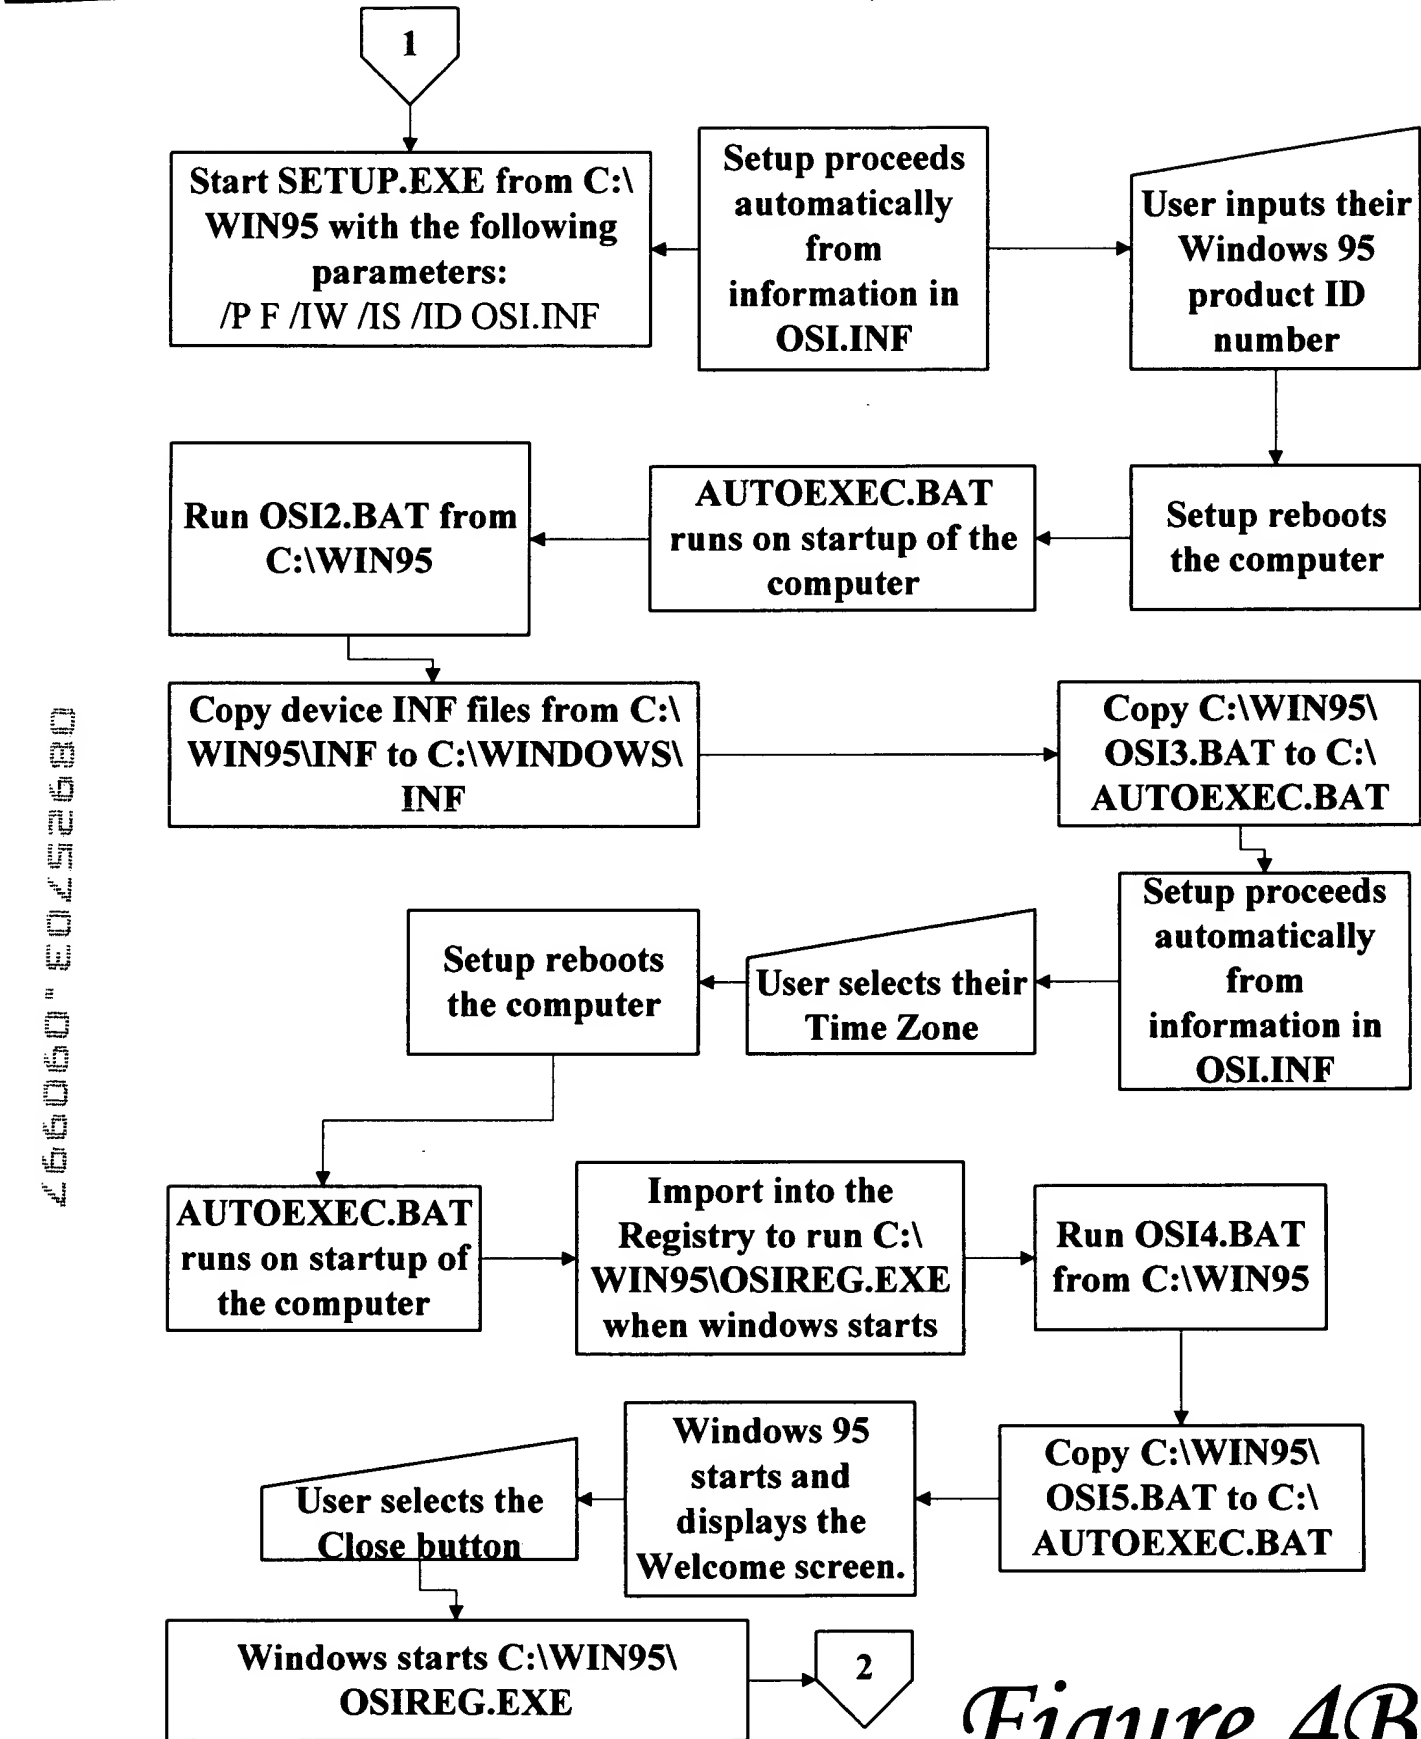 1
Start SETUP.EXE from C:\
WIN95 with the following
parameters:
/P F /IW /IS /ID OSI.INF
Setup proceeds
automatically
from
information in
OSI.INF
User inputs their
Windows 95
product ID
number
Setup reboots
the computer
AUTOEXEC.BAT
runs on startup of the
computer
Run OSI2.BAT from
C:\WIN95
Copy device INF files from C:\
WIN95\INF to C:\WINDOWS\
INF
Copy C:\WIN95\
OSI3.BAT to C:\
AUTOEXEC.BAT
Setup proceeds
automatically
from
information in
OSI.INF
User selects their
Time Zone
Setup reboots
the computer
AUTOEXEC.BAT
runs on startup of
the computer
Import into the
Registry to run C:\
WIN95\OSIREG.EXE
when windows starts
Run OSI4.BAT
from C:\WIN95
Copy C:\WIN95\
OSI5.BAT to C:\
AUTOEXEC.BAT
Windows 95
starts and
displays the
Welcome screen.
User selects the
Close button
Windows starts C:\WIN95\
OSIREG.EXE
2
Figure 4B
08925703.090997